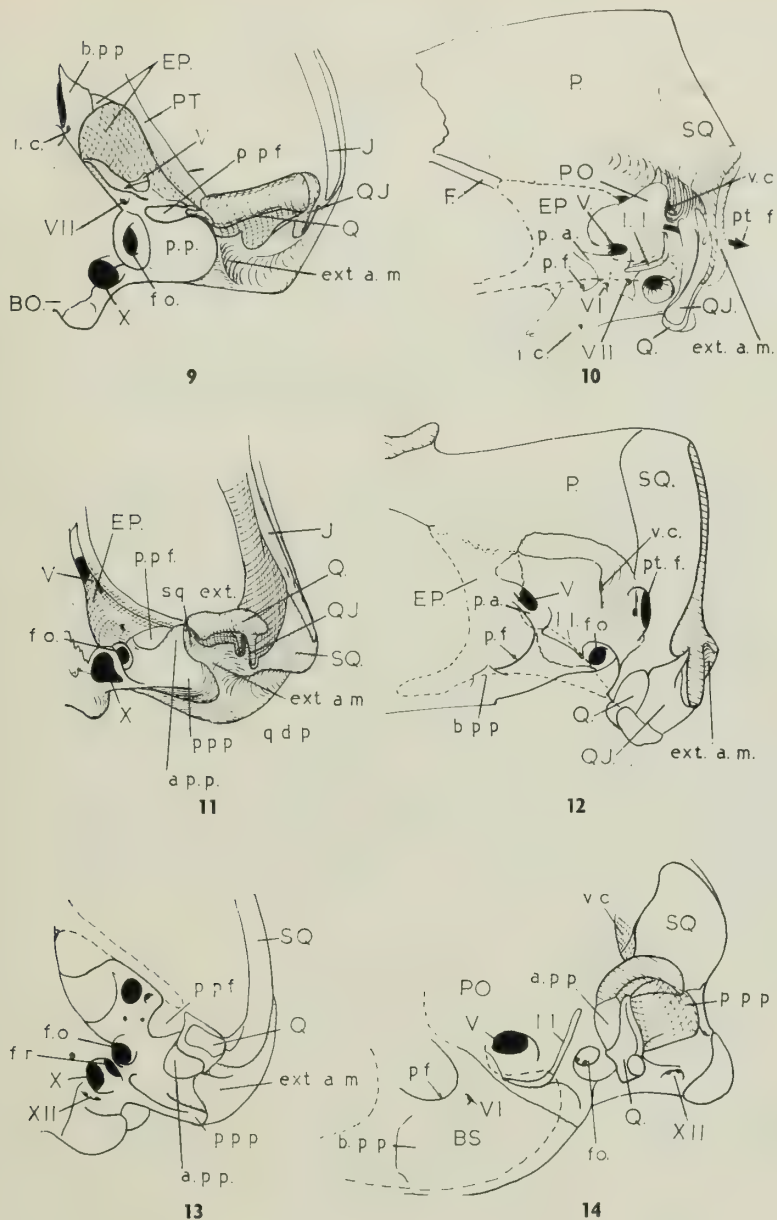 b.p p
EP.
PT
I. C.
V
p p f
J
QJ
VII
Q
p.p.
f o.
ext a. m
BO.
X
9
P.
SQ
PO
v.c
F.
EP
V
l. l
pt f
p. a.
p.f.
VI
QJ.
I C.
VII
Q.
ext. a. m.
10
EP.
J
p.p f.
V
sq ext.
Q.
f o.
QJ
SQ.
X
ext a m
p p p
q d p
a p. p.
11
P.
SQ.
v.c.
pt. f.
EP.
V
p.a.
l l.
f o.
p.f
b p p
Q.
QJ.
ext. a. m.
12
SQ
p p f
f.o
Q
f r
X
ext a m
XII
p p p
a. p p.
13
v c
SQ
PO
a.p p
V
l l
p p p
p f
VI
b. p p
BS
Q.
XII
fo.
14